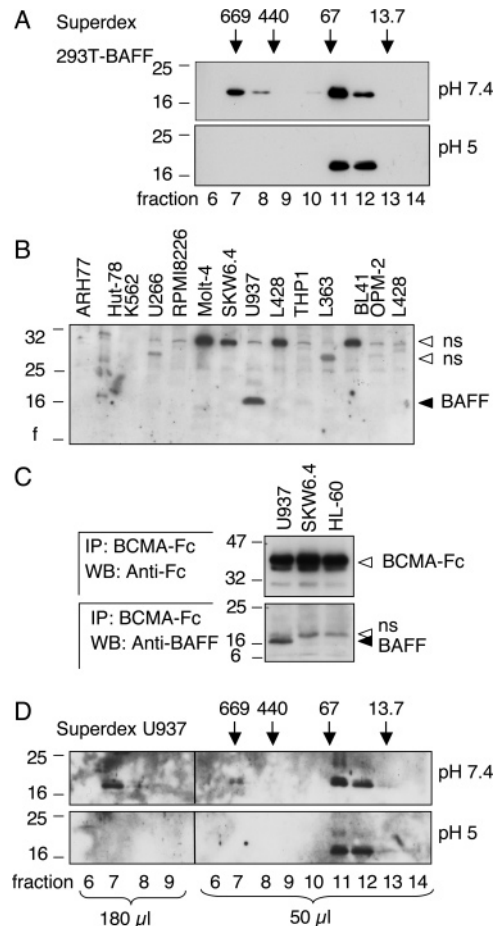 A
Superdex
293T-BAFF
669 440 67 13.7
25
16
pH 7.4
25
16
pH 5
fraction 6 7 8 9 10 11 12 13 14
B
ARH77
Hut-78
K562
U266
RPMI8226
Molt-4
SKW6.4
U937
L428
THP1
L363
BL41
OPM-2
L428
32
25
16
f
ns
ns
BAFF
C
U937
SKW6.4
HL-60
IP: BCMA-Fc
WB: Anti-Fc
47
32
BCMA-Fc
IP: BCMA-Fc
WB: Anti-BAFF
25
16
6
ns
BAFF
D
Superdex U937
669 440 67 13.7
25
16
pH 7.4
25
16
pH 5
fraction 6 7 8 9 6 7 8 9 10 11 12 13 14
180 µl 50 µl